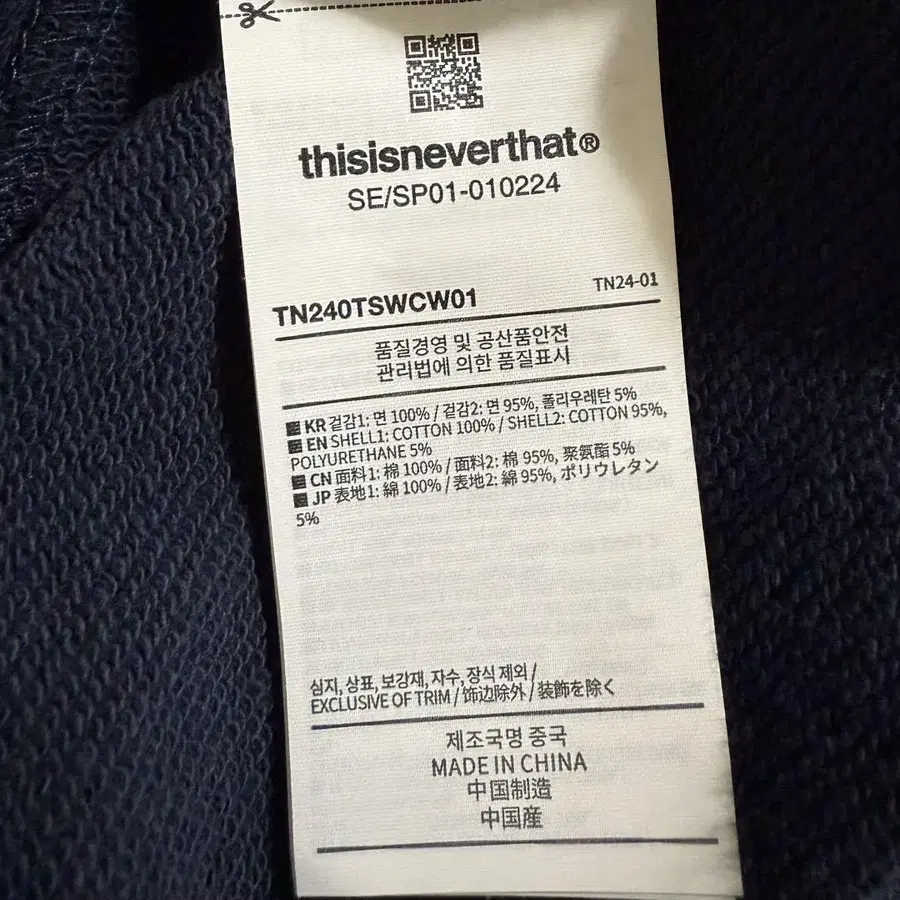 thisisneverthat®
SE/SP01-010224
TN240TSWCW01
TN24-01
품질경영 및 공산품안전
관리법에 의한 품질표시
KR 겉감1: 면 100% / 겉감2: 면 95%, 폴리우레탄 5%
EN SHELL1: COTTON 100% / SHELL2: COTTON 95%,
POLYURETHANE 5%
CN 面料1: 棉 100% / 面料2: 棉 95%, 聚氨酯 5%
JP 表地1: 綿 100% / 表地2: 綿 95%, ポリウレタン
5%
심지, 상표, 보강재, 자수, 장식 제외 /
EXCLUSIVE OF TRIM / 饰边除外 / 装飾を除く
제조국명 중국
MADE IN CHINA
中国制造
中国産